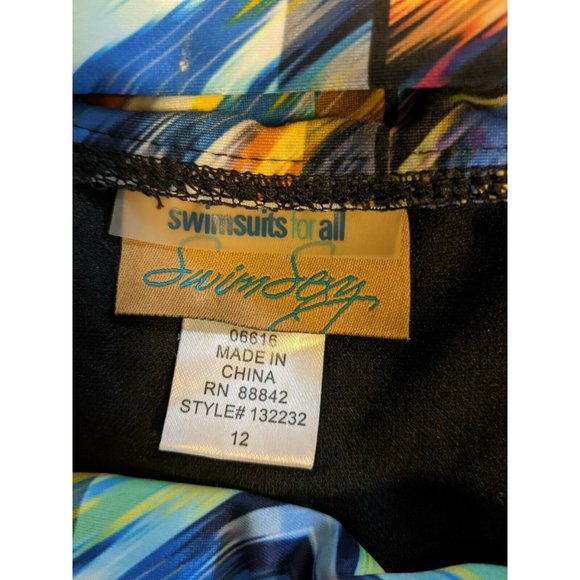 swimsuits for all
SwimSexy
06616
MADE IN
CHINA
RN 88842
STYLE# 132232
12